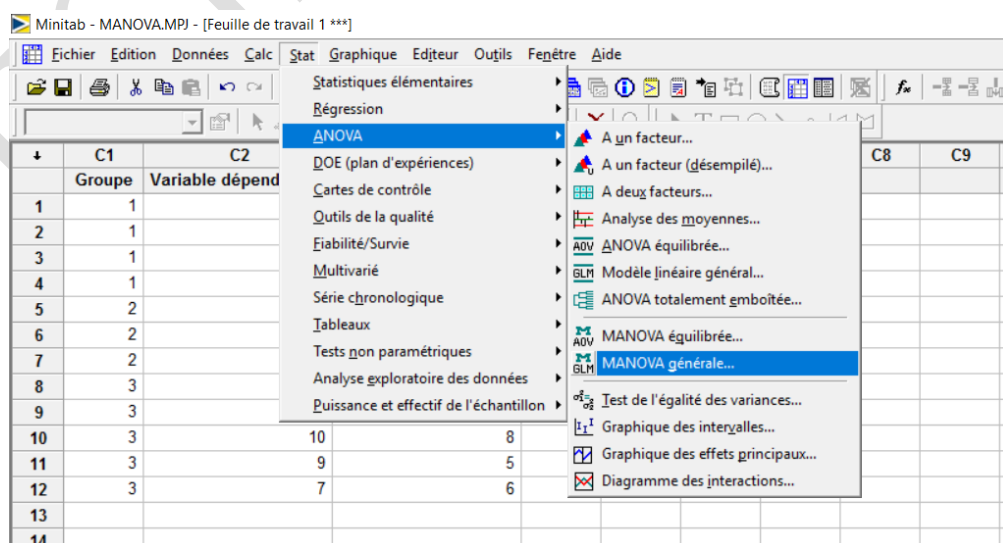 Minitab - MANOVA.MPJ - [Feuille de travail 1 ***]
Fichier Edition Données Calc Stat Graphique Editeur Outils Fenêtre Aide
Statistiques élémentaires
Régression
ANOVA
DOE (plan d'expériences)
Cartes de contrôle
Outils de la qualité
Fiabilité/Survie
Multivarié
Série chronologique
Tableaux
Tests non paramétriques
Analyse exploratoire des données
Puissance et effectif de l'échantillon
A un facteur...
A un facteur (désempilé)...
A deux facteurs...
Analyse des moyennes...
AOV ANOVA équilibrée...
GLM Modèle linéaire général...
ANOVA totalement emboîtée...
M AOV MANOVA équilibrée...
M GLM MANOVA générale...
Test de l'égalité des variances...
Graphique des intervalles...
Graphique des effets principaux...
Diagramme des interactions...
C1 C2 C8 C9
Groupe Variable dépend
1 1
2 1
3 1
4 1
5 2
6 2
7 2
8 3
9 3
10 3 10 8
11 3 9 5
12 3 7 6
13
14